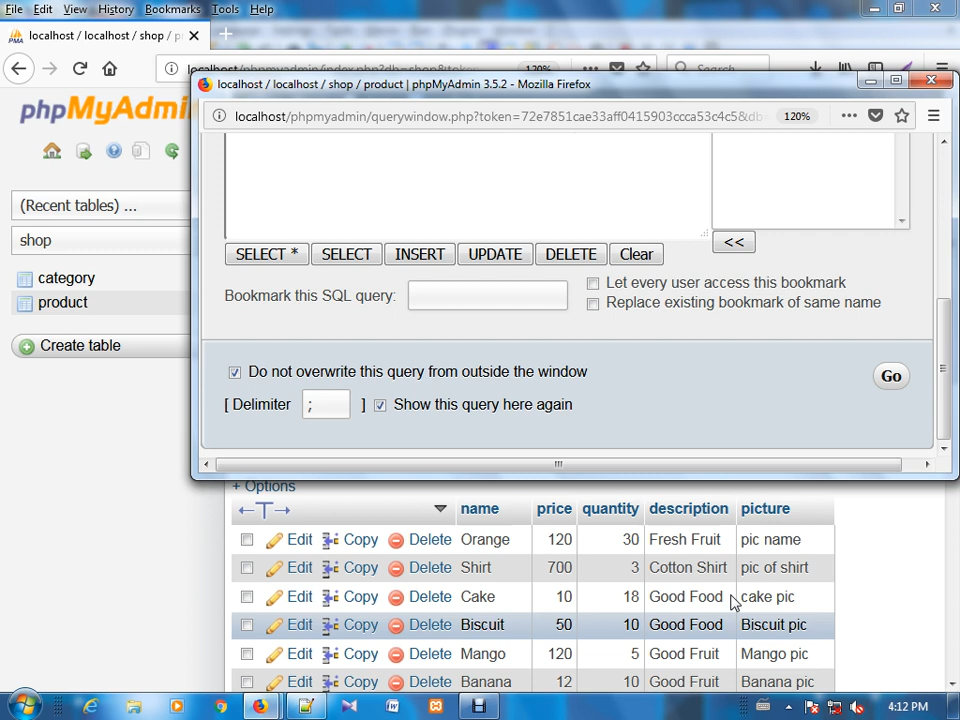 File Edit View History Bookmarks Tools Help
localhost / localhost / shop / p
localhost / localhost / shop / product | phpMyAdmin 3.5.2 - Mozilla Firefox
localhost/phpmyadmin/querywindow.php?token=72e7851cae33aff0415903ccca53c4c5&db
120%
phpMyAdmin
(Recent tables) ...
shop
category
product
Create table
SELECT * SELECT INSERT UPDATE DELETE Clear
<<
Bookmark this SQL query:
Let every user access this bookmark
Replace existing bookmark of same name
Do not overwrite this query from outside the window
Go
[ Delimiter ; ] Show this query here again
+ Options
name price quantity description picture
Edit Copy Delete Orange 120 30 Fresh Fruit pic name
Edit Copy Delete Shirt 700 3 Cotton Shirt pic of shirt
Edit Copy Delete Cake 10 18 Good Food cake pic
Edit Copy Delete Biscuit 50 10 Good Food Biscuit pic
Edit Copy Delete Mango 120 5 Good Fruit Mango pic
Edit Copy Delete Banana 12 10 Good Fruit Banana pic
4:12 PM